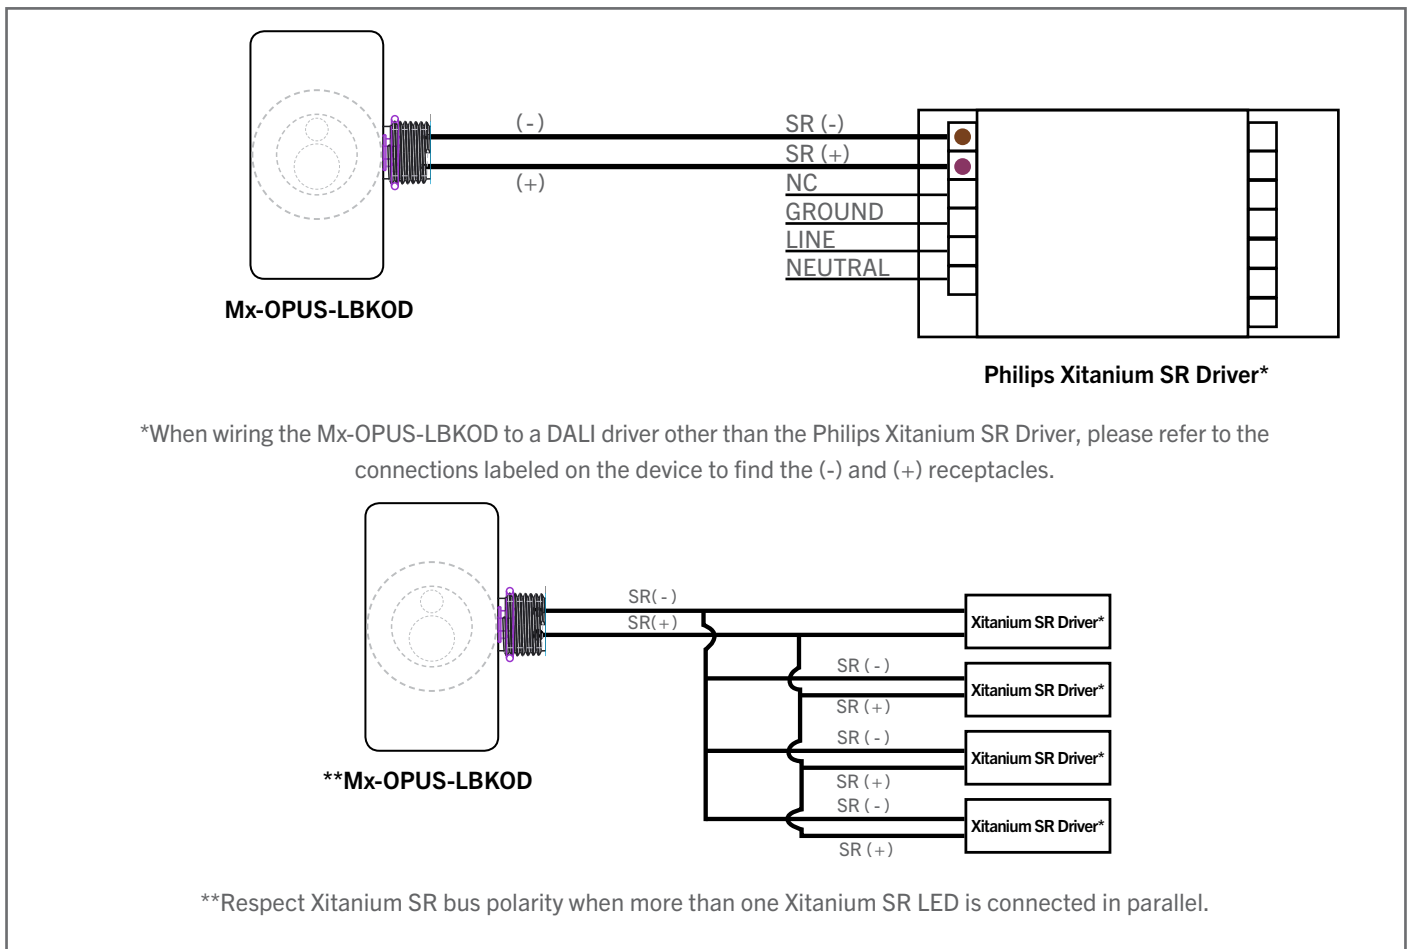 (-)
SR (-)
(+)
SR (+)
NC
GROUND
LINE
NEUTRAL
Mx-OPUS-LBKOD
Philips Xitanium SR Driver*
*When wiring the Mx-OPUS-LBKOD to a DALI driver other than the Philips Xitanium SR Driver, please refer to the
connections labeled on the device to find the (-) and (+) receptacles.
SR(-)
SR(+)
Xitanium SR Driver*
SR (-)
SR (+)
Xitanium SR Driver*
SR (-)
SR (+)
Xitanium SR Driver*
SR (-)
SR (+)
Xitanium SR Driver*
**Mx-OPUS-LBKOD
**Respect Xitanium SR bus polarity when more than one Xitanium SR LED is connected in parallel.